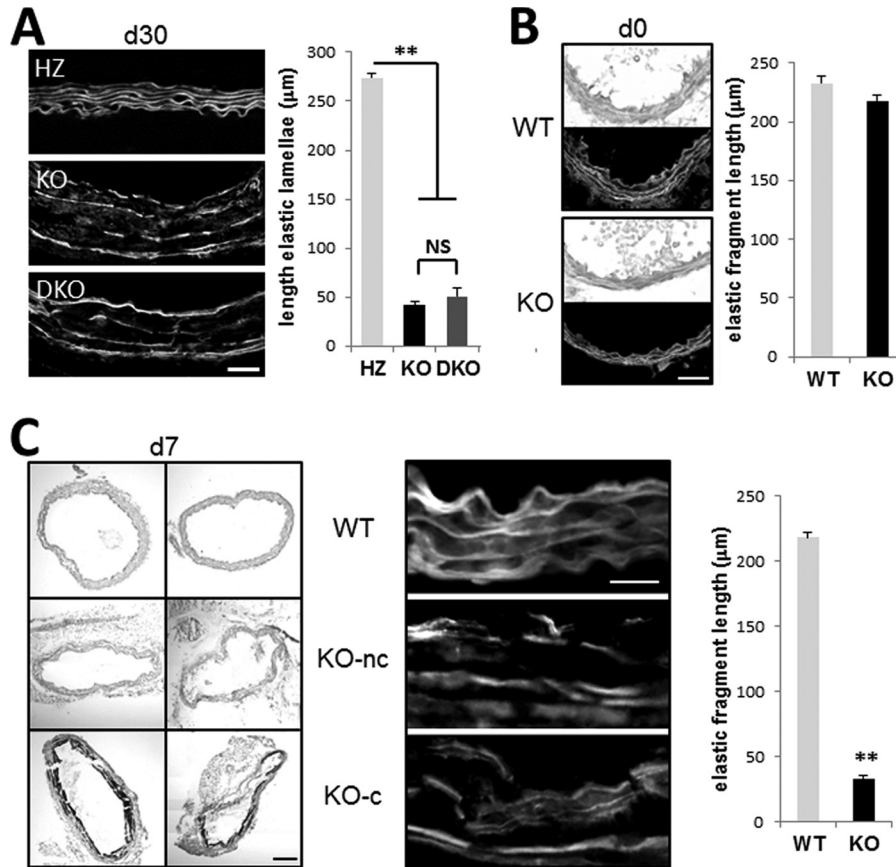 A
d30
HZ
KO
DKO
length elastic lamellae (µm)
300
250
200
150
100
50
0
**
NS
HZ KO DKO
B
d0
WT
KO
elastic fragment length (µm)
250
200
150
100
50
0
WT KO
C
d7
WT
KO-nc
KO-c
elastic fragment length (µm)
250
200
150
100
50
0
**
WT KO